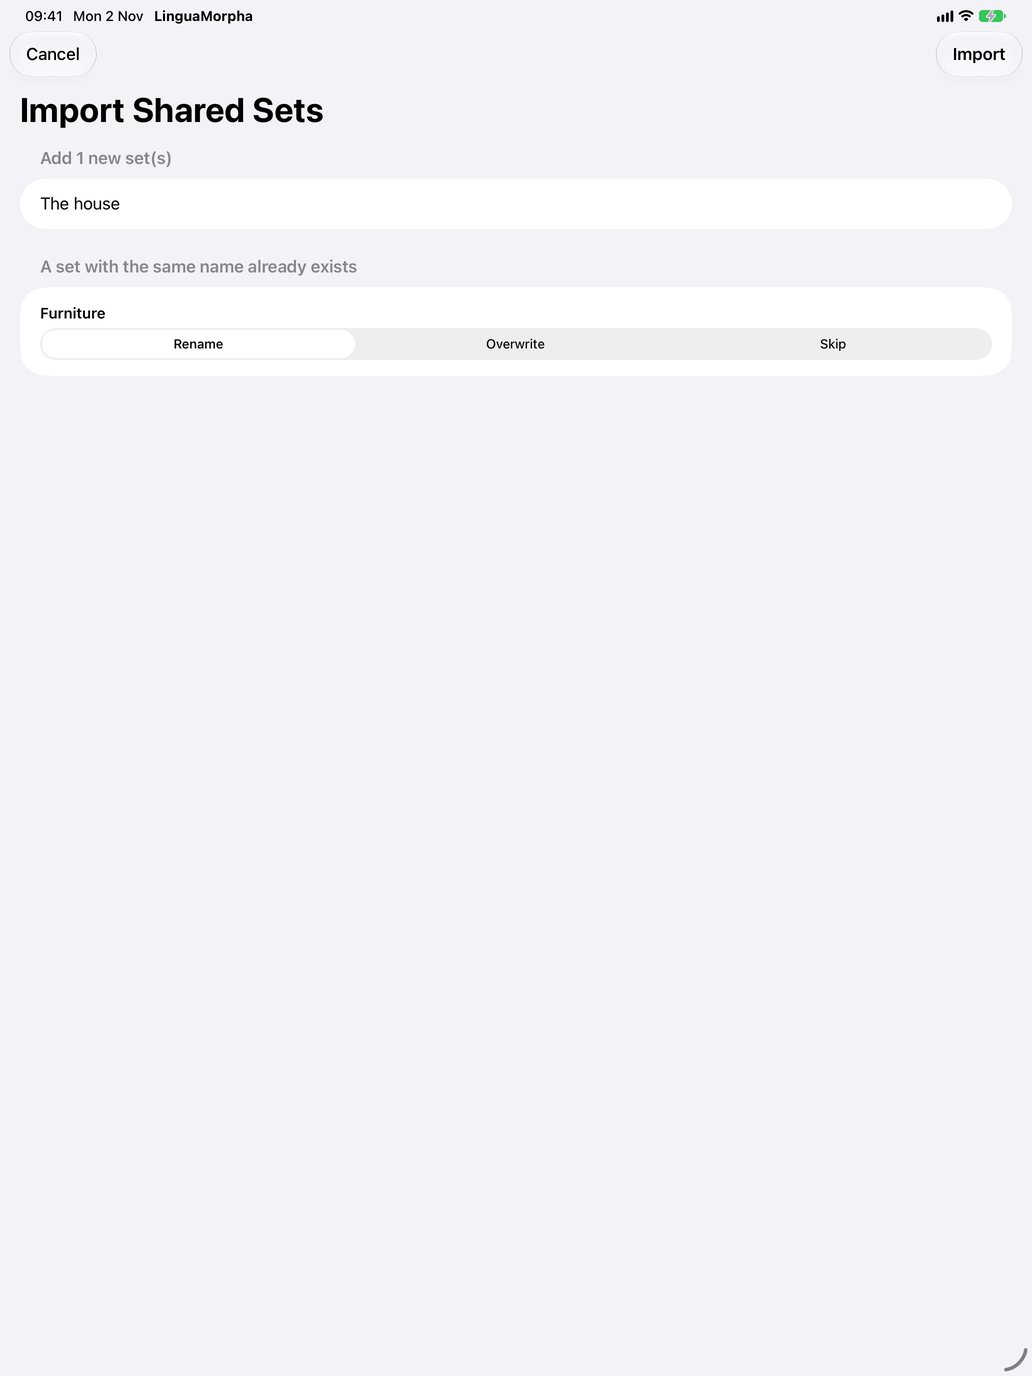 09:41 Mon 2 Nov LinguaMorpha
Cancel
Import
Import Shared Sets
Add 1 new set(s)
The house
A set with the same name already exists
Furniture
Rename Overwrite Skip